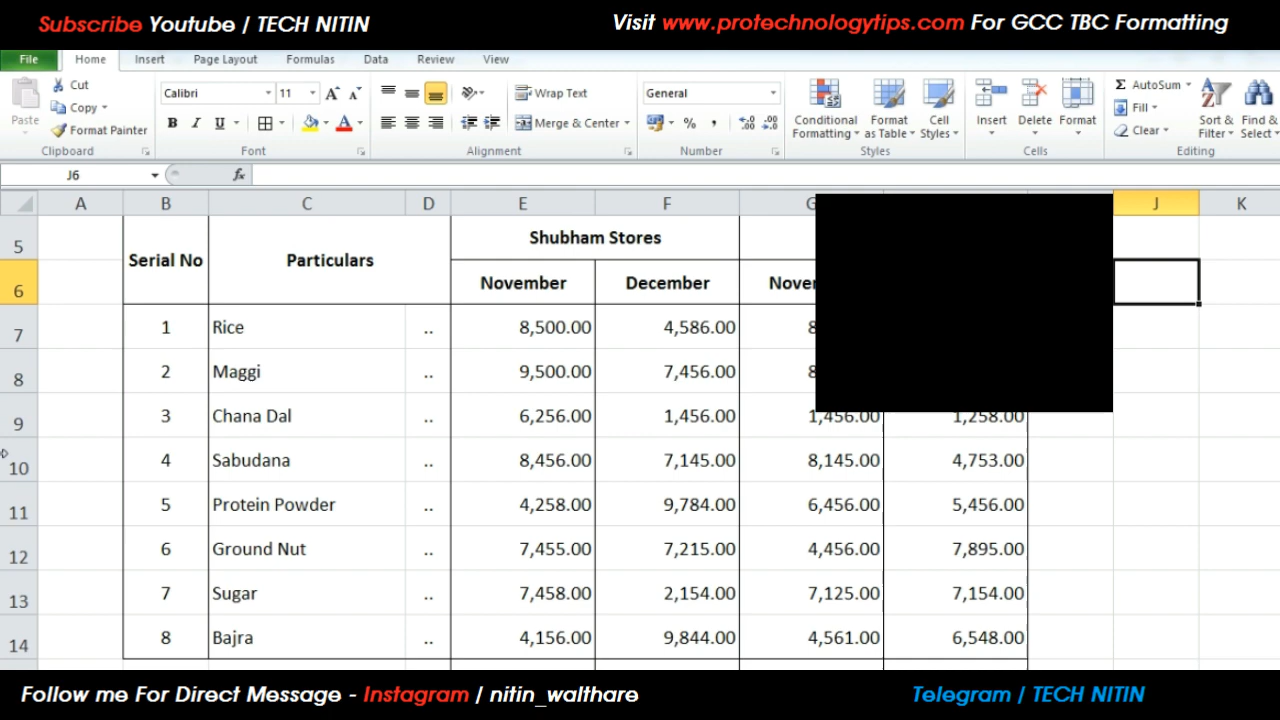 Subscribe Youtube / TECH NITIN
Visit www.protechnologytips.com For GCC TBC Formatting
File Home Insert Page Layout Formulas Data Review View
Paste Cut Copy Format Painter Clipboard
Calibri 11 A A B I U A Font
Wrap Text Merge & Center Alignment
General % , Number
Conditional Formatting Format as Table Cell Styles Styles
Insert Delete Format Cells
Σ AutoSum Fill Clear Sort & Filter Find & Select Editing
J6 fx
A B C D E F G J K
5 Serial No Particulars Shubham Stores
6 November December
7 1 Rice .. 8,500.00 4,586.00
8 2 Maggi .. 9,500.00 7,456.00
9 3 Chana Dal .. 6,256.00 1,456.00 1,456.00 1,258.00
10 4 Sabudana .. 8,456.00 7,145.00 8,145.00 4,753.00
11 5 Protein Powder .. 4,258.00 9,784.00 6,456.00 5,456.00
12 6 Ground Nut .. 7,455.00 7,215.00 4,456.00 7,895.00
13 7 Sugar .. 7,458.00 2,154.00 7,125.00 7,154.00
14 8 Bajra .. 4,156.00 9,844.00 4,561.00 6,548.00
Follow me For Direct Message - Instagram / nitin_walthare
Telegram / TECH NITIN